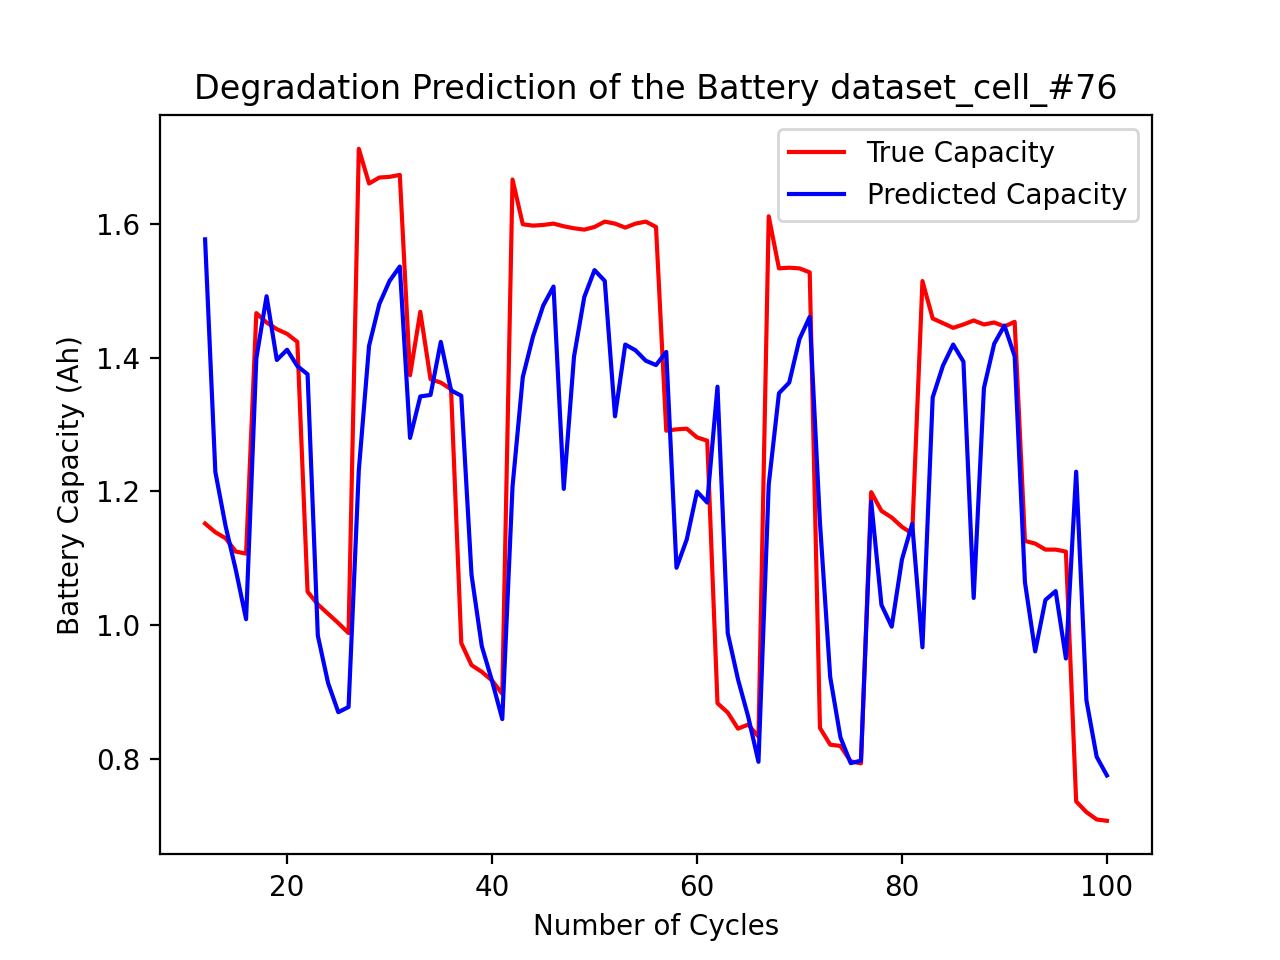 Degradation Prediction of the Battery dataset_cell_#76
True Capacity
Predicted Capacity
Battery Capacity (Ah)
1.6
1.4
1.2
1.0
0.8
20 40 60 80 100
Number of Cycles